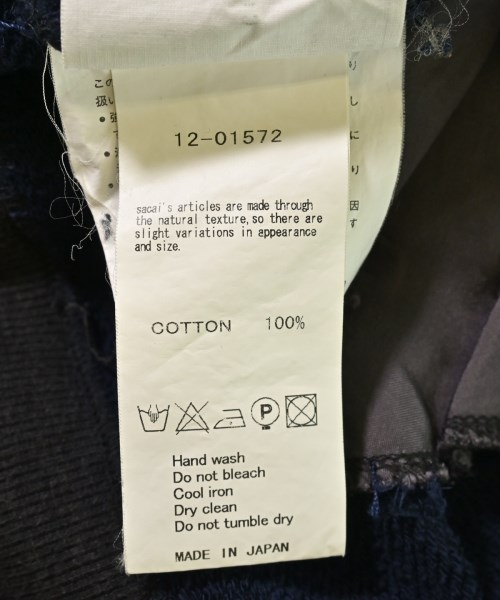 12-01572
sacai's articles are made through
the natural texture, so there are
slight variations in appearance
and size.
COTTON 100%
P
Hand wash
Do not bleach
Cool iron
Dry clean
Do not tumble dry
MADE IN JAPAN